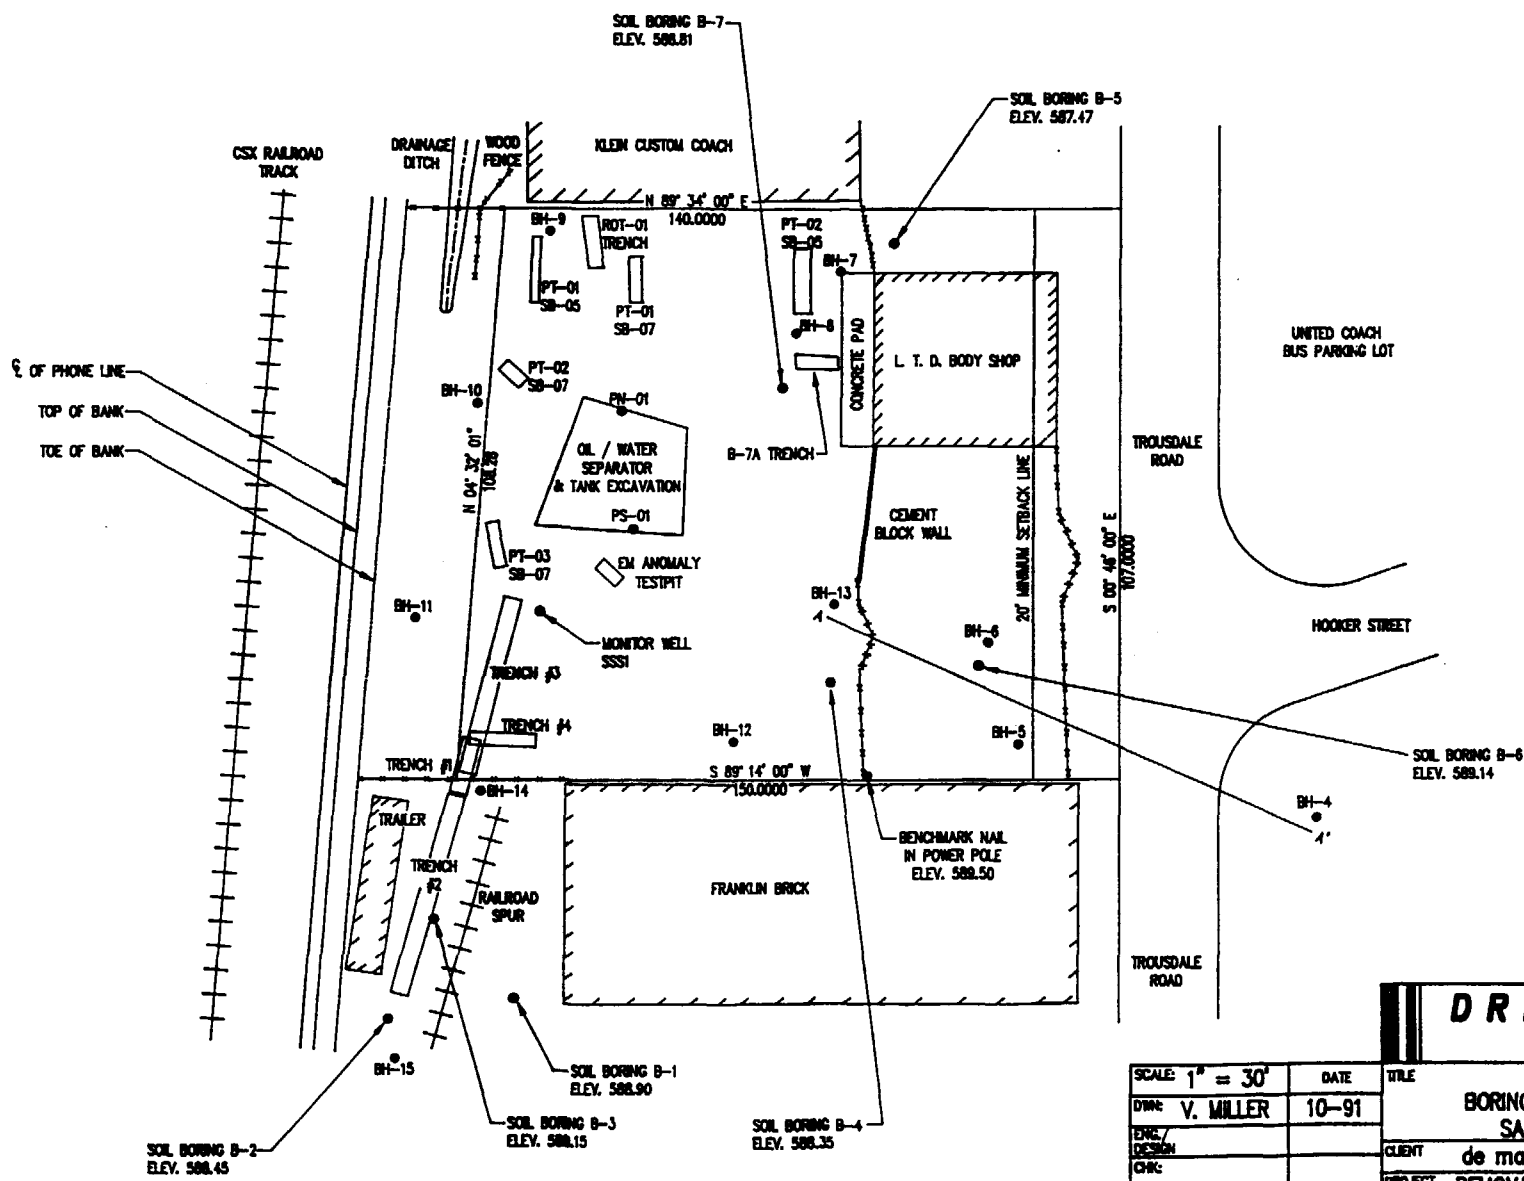 SOIL BORING B-7
ELEV. 588.81
SOIL BORING B-5
ELEV. 587.47
CSX RAILROAD
TRACK
DRAINAGE
DITCH
WOOD
FENCE
KLEIN CUSTOM COACH
N 89° 34' 00" E
140.0000
BH-9
ROT-01
TRENCH
PT-02
SB-05
BH-7
PT-01
SB-05
PT-01
SB-07
BH-8
CONCRETE PAD
L. T. D. BODY SHOP
UNITED COACH
BUS PARKING LOT
℄ OF PHONE LINE
TOP OF BANK
TOE OF BANK
PT-02
SB-07
BH-10
PN-01
N 04° 32' 01"
108.28
OIL / WATER
SEPARATOR
& TANK EXCAVATION
PS-01
B-7A TRENCH
TROUSDALE
ROAD
CEMENT
BLOCK WALL
20' MINIMUM SETBACK LINE
S 00° 46' 00" E
107.0000
PT-03
SB-07
EM ANOMALY
TESTPIT
BH-11
BH-13
A
MONITOR WELL
SSS1
BH-6
HOOKER STREET
TRENCH #3
TRENCH #4
BH-12
BH-5
SOIL BORING B-6
ELEV. 589.14
TRENCH #1
S 89° 14' 00" W
150.0000
BH-14
BH-4
A'
TRAILER
TRENCH
#2
RAILROAD
SPUR
BENCHMARK NAIL
IN POWER POLE
ELEV. 589.50
FRANKLIN BRICK
TROUSDALE
ROAD
BH-15
SOIL BORING B-1
ELEV. 588.90
SOIL BORING B-3
ELEV. 589.15
SOIL BORING B-4
ELEV. 588.35
SOIL BORING B-2
ELEV. 588.45
D R
SCALE: 1" = 30'
DATE
TITLE
DWN: V. MILLER
10-91
BORING
SA
ENG./
DESIGN
CLIENT
de ma
CHK: